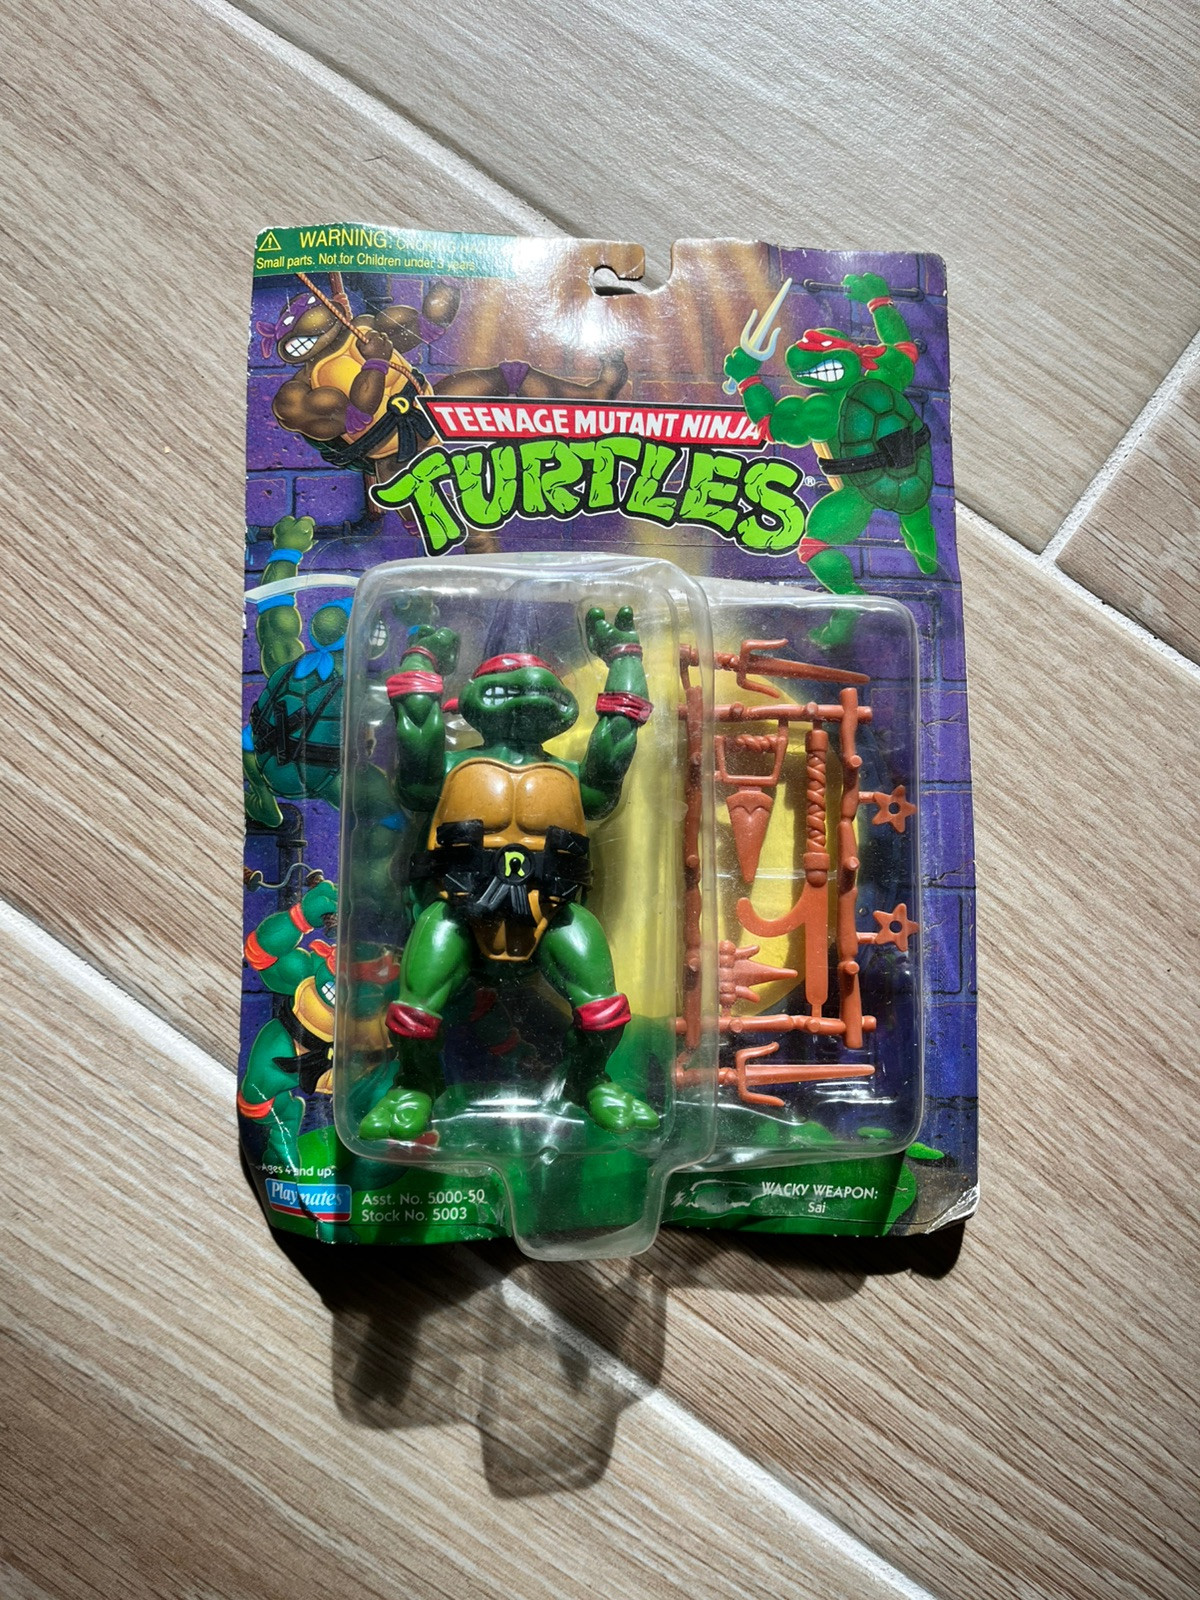 WARNING: CHOKING HAZARD
Small parts. Not for Children under 3 years.
D
TEENAGE MUTANT NINJA
TURTLES®
R
Ages 4 and up.
Playmates
Asst. No. 5000-50
Stock No. 5003
WACKY WEAPON:
Sai